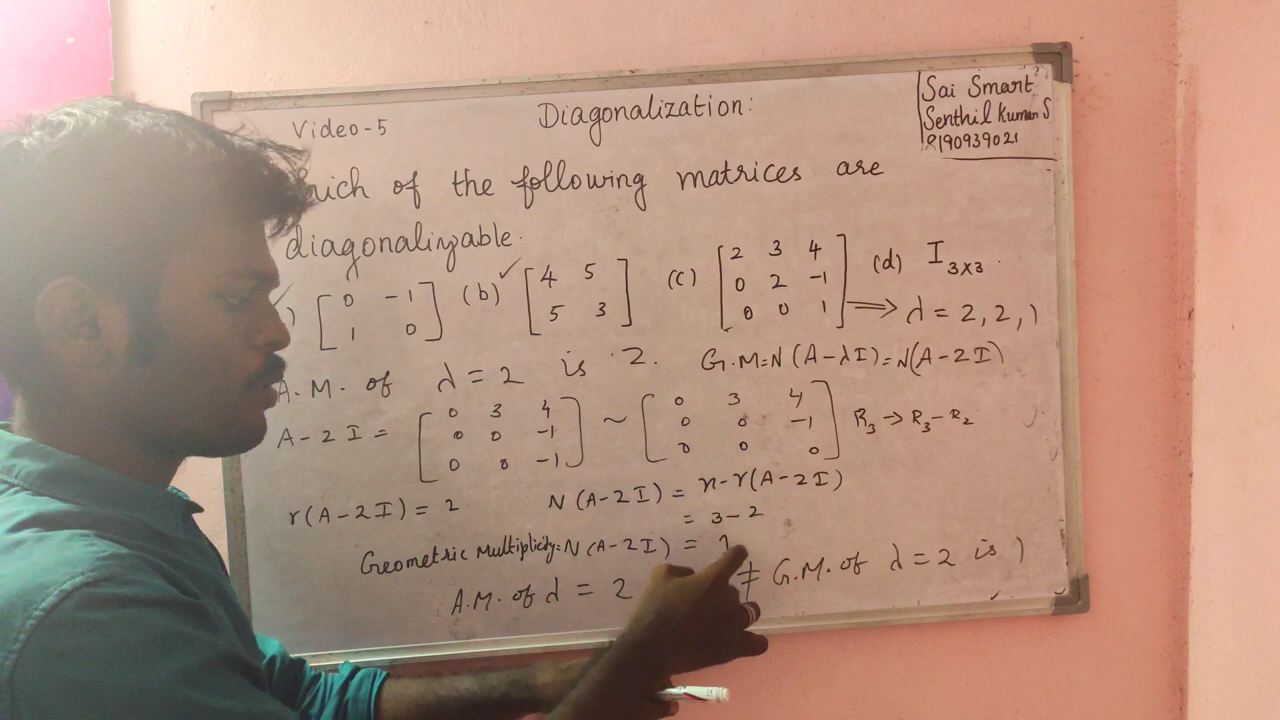 Video-5
Diagonalization:
Sai Smart
Senthil Kumar S
8190939021
of the following matrices are
diagonalizable.
) [0 -1; 1 0] (b) ✓ [4 5; 5 3] (c) [2 3 4; 0 2 -1; 0 0 1] (d) I 3×3.
⟹ λ = 2, 2, 1
A.M. of λ = 2 is 2. G.M = N (A-λI) = N(A-2I)
A-2I = [0 3 4; 0 0 -1; 0 0 -1] ~ [0 3 4; 0 0 -1; 0 0 0] R3 → R3 - R2
r(A-2I) = 2 N (A-2I) = n-r(A-2I)
= 3-2
Geometric Multiplicity = N (A-2I) = 1
A.M. of λ = 2 ≠ G.M. of λ = 2 is 1